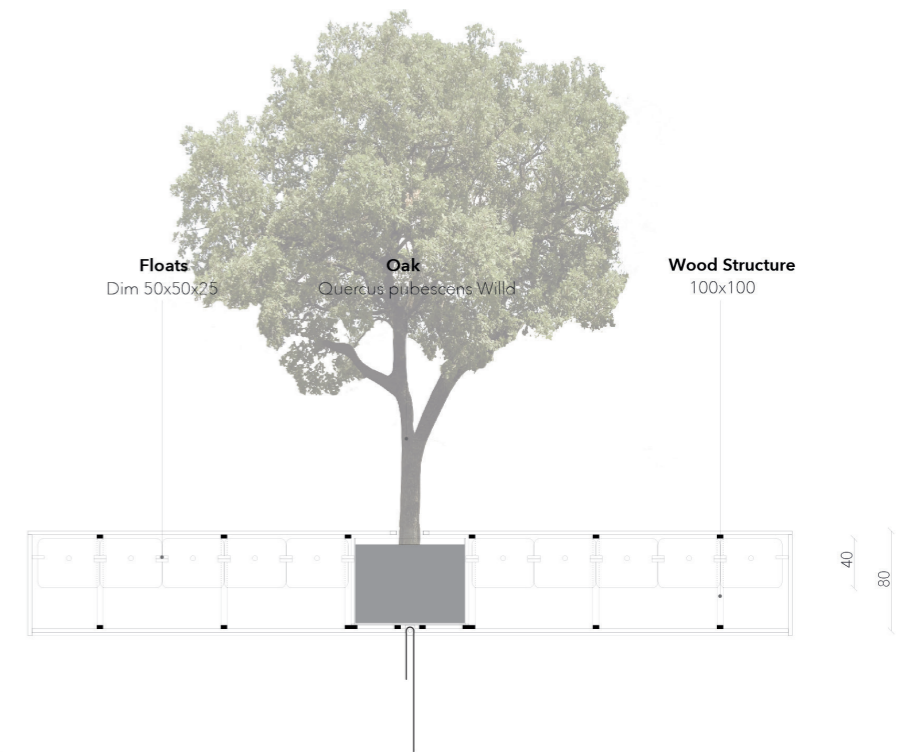 Floats
Dim 50x50x25
Oak
Quercus pubescens Willd
Wood Structure
100x100
40
80